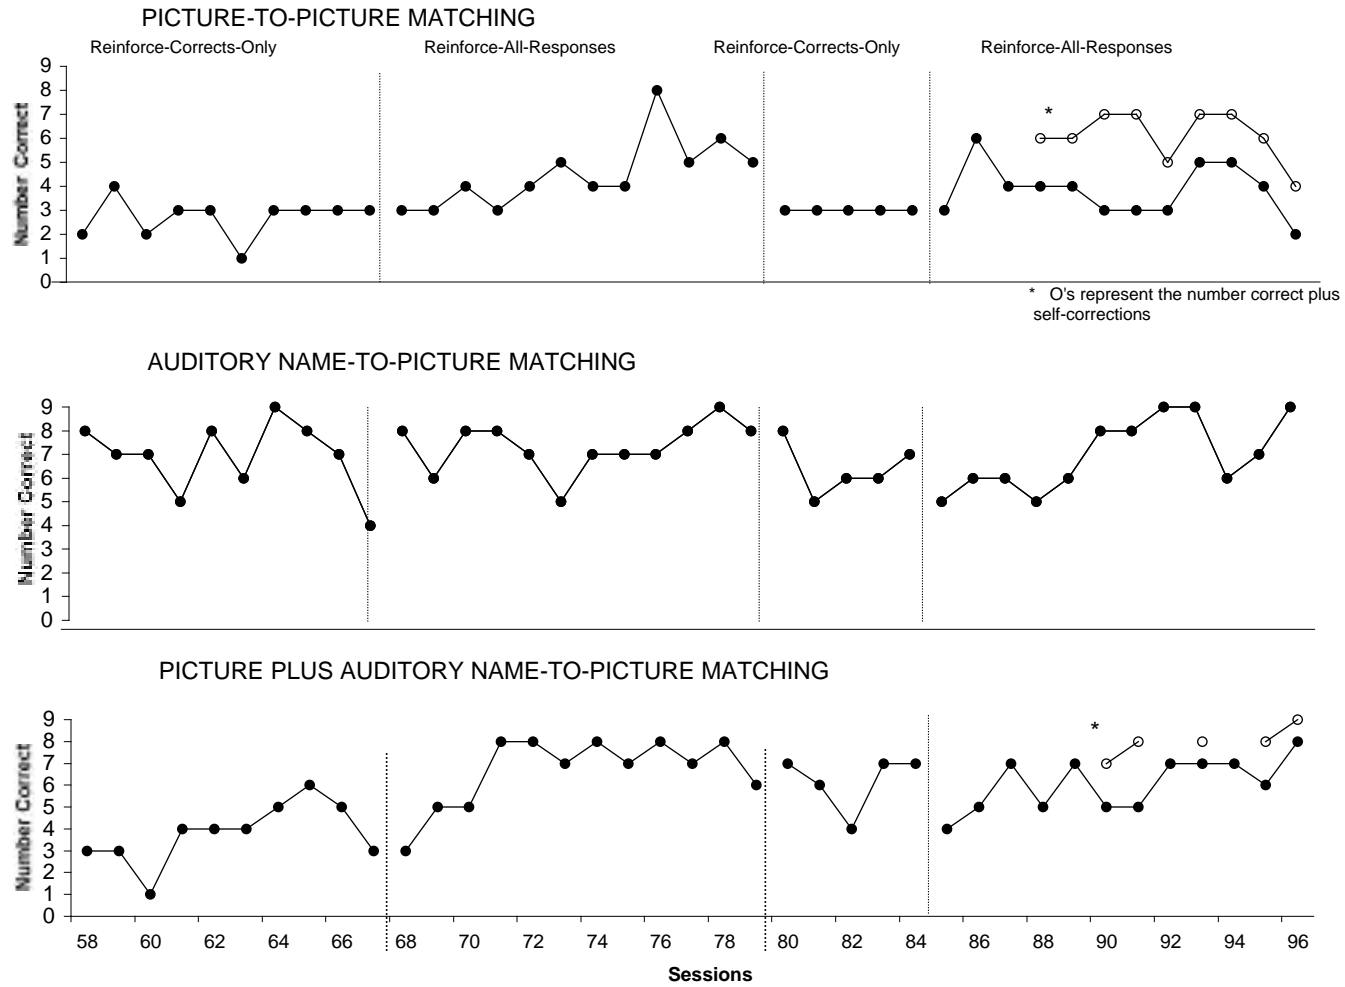 PICTURE-TO-PICTURE MATCHING
Reinforce-Corrects-Only Reinforce-All-Responses Reinforce-Corrects-Only Reinforce-All-Responses
9
8
7
6
5
4
3
2
1
0
Number Correct
*
* O's represent the number correct plus
self-corrections
AUDITORY NAME-TO-PICTURE MATCHING
9
8
7
6
5
4
3
2
1
0
Number Correct
PICTURE PLUS AUDITORY NAME-TO-PICTURE MATCHING
9
8
7
6
5
4
3
2
1
0
Number Correct
*
58 60 62 64 66 68 70 72 74 76 78 80 82 84 86 88 90 92 94 96
Sessions